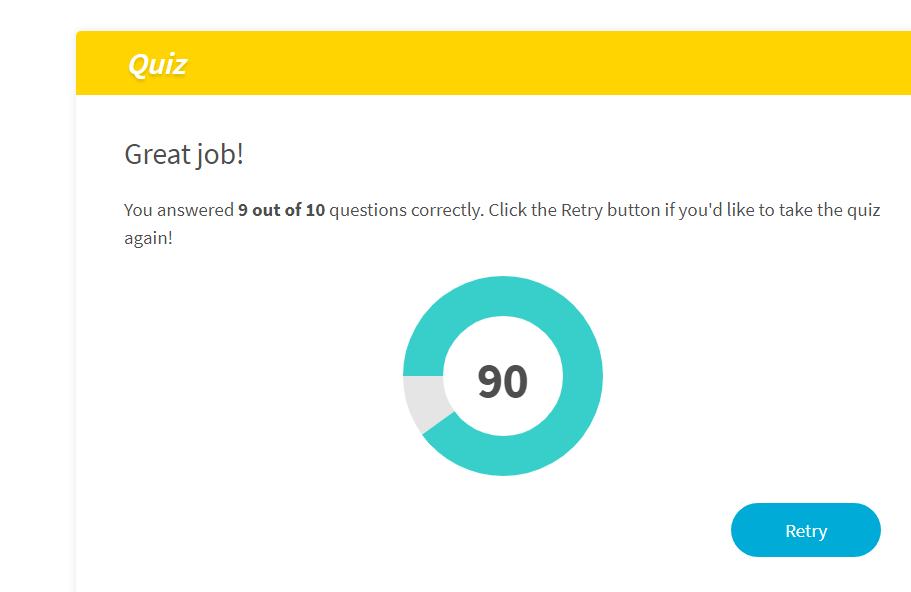 Quiz
Great job!
You answered 9 out of 10 questions correctly. Click the Retry button if you'd like to take the quiz
again!
90
Retry